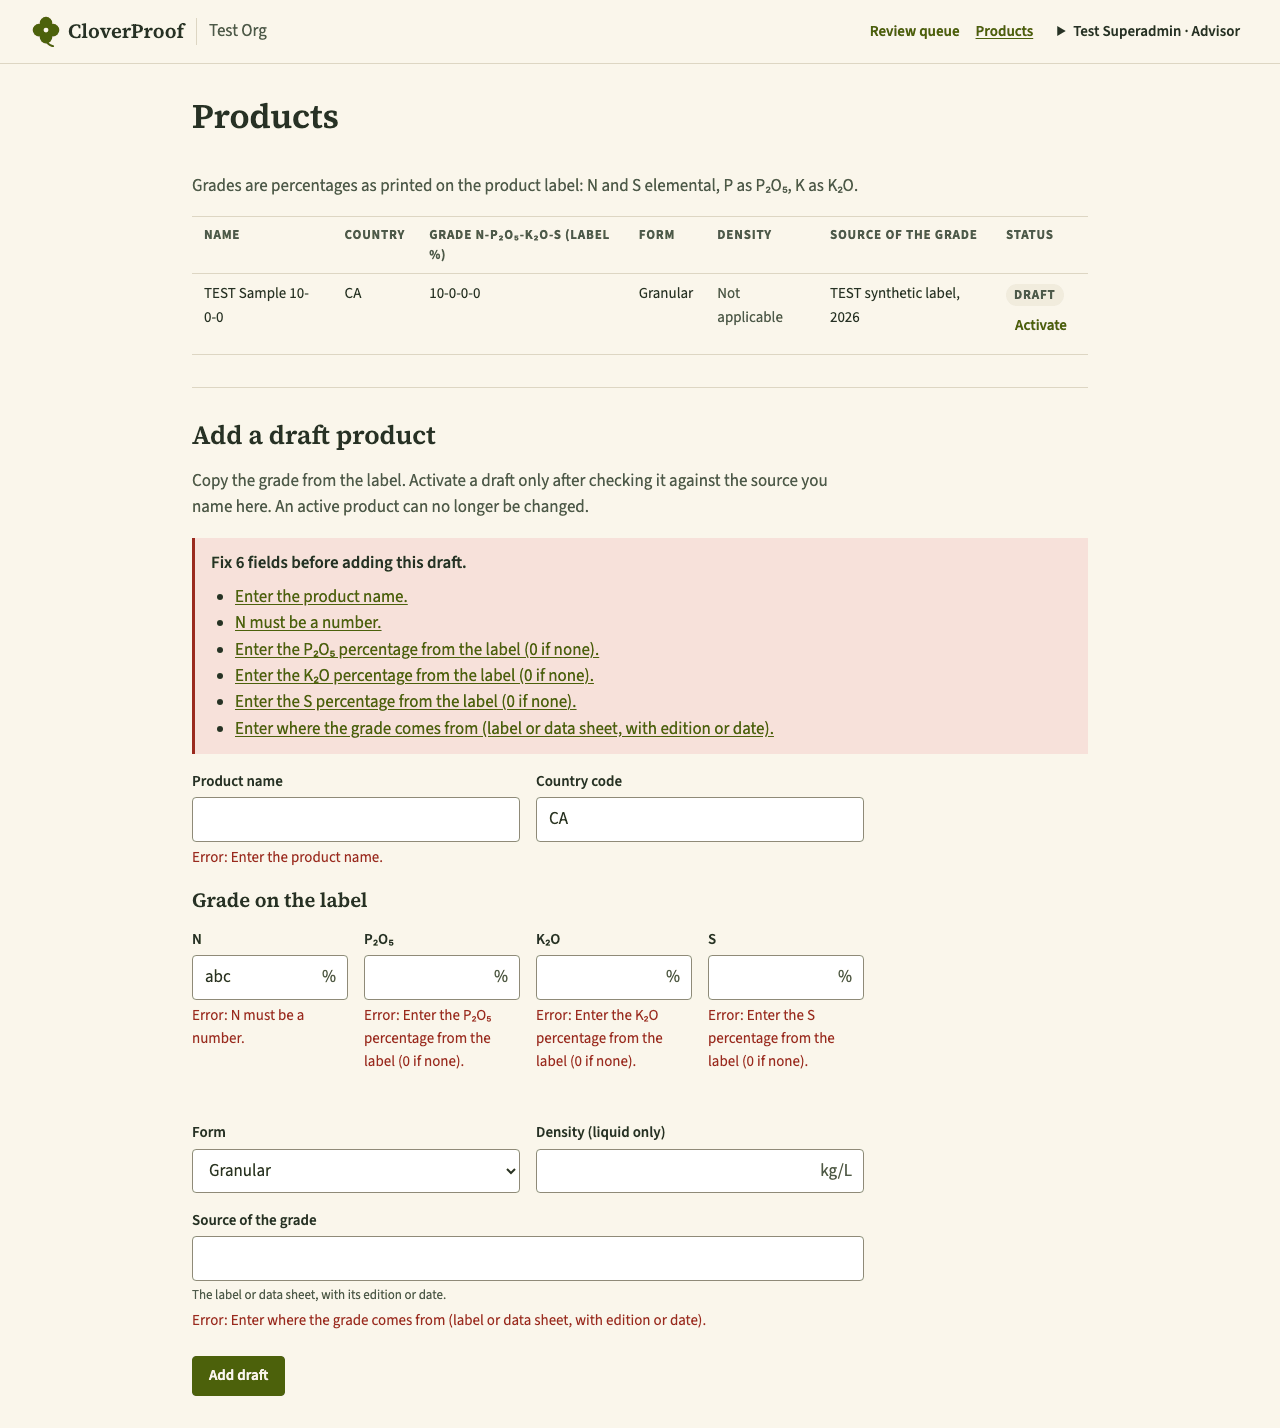 CloverProof
Test Org
Review queue
Products
▶ Test Superadmin · Advisor
Products
Grades are percentages as printed on the product label: N and S elemental, P as P₂O₅, K as K₂O.
NAME
COUNTRY
GRADE N-P₂O₅-K₂O-S (LABEL
%)
FORM
DENSITY
SOURCE OF THE GRADE
STATUS
TEST Sample 10-
0-0
CA
10-0-0-0
Granular
Not
applicable
TEST synthetic label,
2026
DRAFT
Activate
Add a draft product
Copy the grade from the label. Activate a draft only after checking it against the source you
name here. An active product can no longer be changed.
Fix 6 fields before adding this draft.
• Enter the product name.
• N must be a number.
• Enter the P₂O₅ percentage from the label (0 if none).
• Enter the K₂O percentage from the label (0 if none).
• Enter the S percentage from the label (0 if none).
• Enter where the grade comes from (label or data sheet, with edition or date).
Product name
Country code
CA
Error: Enter the product name.
Grade on the label
N
P₂O₅
K₂O
S
abc %
%
%
%
Error: N must be a
number.
Error: Enter the P₂O₅
percentage from the
label (0 if none).
Error: Enter the K₂O
percentage from the
label (0 if none).
Error: Enter the S
percentage from the
label (0 if none).
Form
Density (liquid only)
Granular
kg/L
Source of the grade
The label or data sheet, with its edition or date.
Error: Enter where the grade comes from (label or data sheet, with edition or date).
Add draft